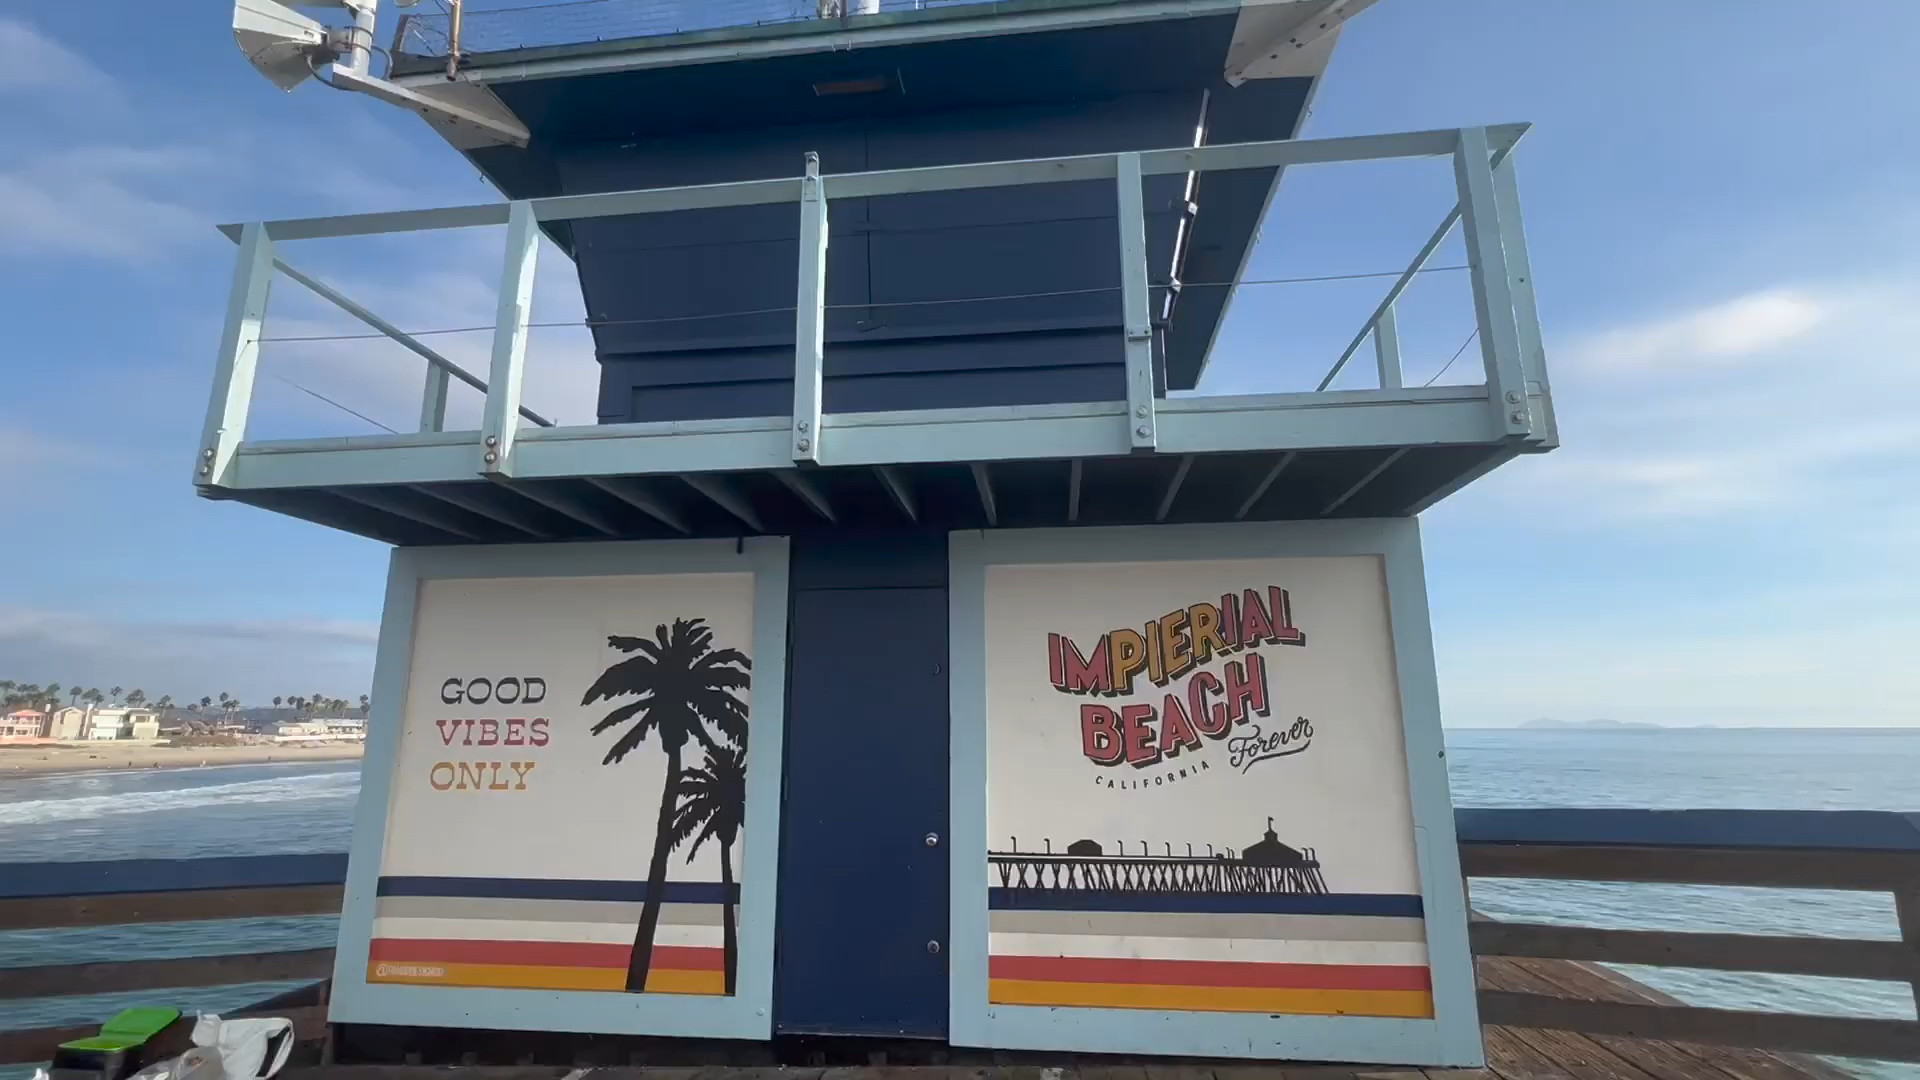 GOOD
VIBES
ONLY
IMPIERIAL
BEACH
Forever
CALIFORNIA